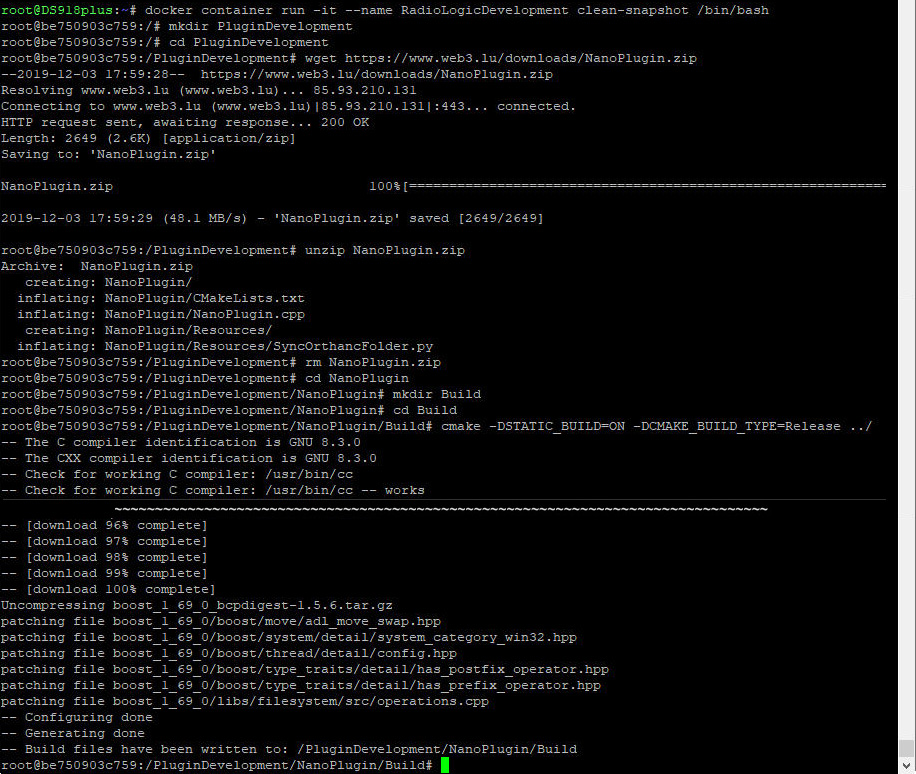 root@DS918plus:~# docker container run -it --name RadioLogicDevelopment clean-snapshot /bin/bash
root@be750903c759:/# mkdir PluginDevelopment
root@be750903c759:/# cd PluginDevelopment
root@be750903c759:/PluginDevelopment# wget https://www.web3.lu/downloads/NanoPlugin.zip
--2019-12-03 17:59:28--  https://www.web3.lu/downloads/NanoPlugin.zip
Resolving www.web3.lu (www.web3.lu)... 85.93.210.131
Connecting to www.web3.lu (www.web3.lu)|85.93.210.131|:443... connected.
HTTP request sent, awaiting response... 200 OK
Length: 2649 (2.6K) [application/zip]
Saving to: 'NanoPlugin.zip'
NanoPlugin.zip                                100%[============================================================
2019-12-03 17:59:29 (48.1 MB/s) - 'NanoPlugin.zip' saved [2649/2649]
root@be750903c759:/PluginDevelopment# unzip NanoPlugin.zip
Archive:  NanoPlugin.zip
   creating: NanoPlugin/
  inflating: NanoPlugin/CMakeLists.txt
  inflating: NanoPlugin/NanoPlugin.cpp
   creating: NanoPlugin/Resources/
  inflating: NanoPlugin/Resources/SyncOrthancFolder.py
root@be750903c759:/PluginDevelopment# rm NanoPlugin.zip
root@be750903c759:/PluginDevelopment# cd NanoPlugin
root@be750903c759:/PluginDevelopment/NanoPlugin# mkdir Build
root@be750903c759:/PluginDevelopment/NanoPlugin# cd Build
root@be750903c759:/PluginDevelopment/NanoPlugin/Build# cmake -DSTATIC_BUILD=ON -DCMAKE_BUILD_TYPE=Release ../
-- The C compiler identification is GNU 8.3.0
-- The CXX compiler identification is GNU 8.3.0
-- Check for working C compiler: /usr/bin/cc
-- Check for working C compiler: /usr/bin/cc -- works
~~~~~~~~~~~~~~~~~~~~~~~~~~~~~~~~~~~~~~~~~~~~~~~~~~~~~~~~~~~~~~~~~~~~~~~~~~~~~~~~~~
-- [download 96% complete]
-- [download 97% complete]
-- [download 98% complete]
-- [download 99% complete]
-- [download 100% complete]
Uncompressing boost_1_69_0_bcpdigest-1.5.6.tar.gz
patching file boost_1_69_0/boost/move/adl_move_swap.hpp
patching file boost_1_69_0/boost/system/detail/system_category_win32.hpp
patching file boost_1_69_0/boost/thread/detail/config.hpp
patching file boost_1_69_0/boost/type_traits/detail/has_postfix_operator.hpp
patching file boost_1_69_0/boost/type_traits/detail/has_prefix_operator.hpp
patching file boost_1_69_0/libs/filesystem/src/operations.cpp
-- Configuring done
-- Generating done
-- Build files have been written to: /PluginDevelopment/NanoPlugin/Build
root@be750903c759:/PluginDevelopment/NanoPlugin/Build#